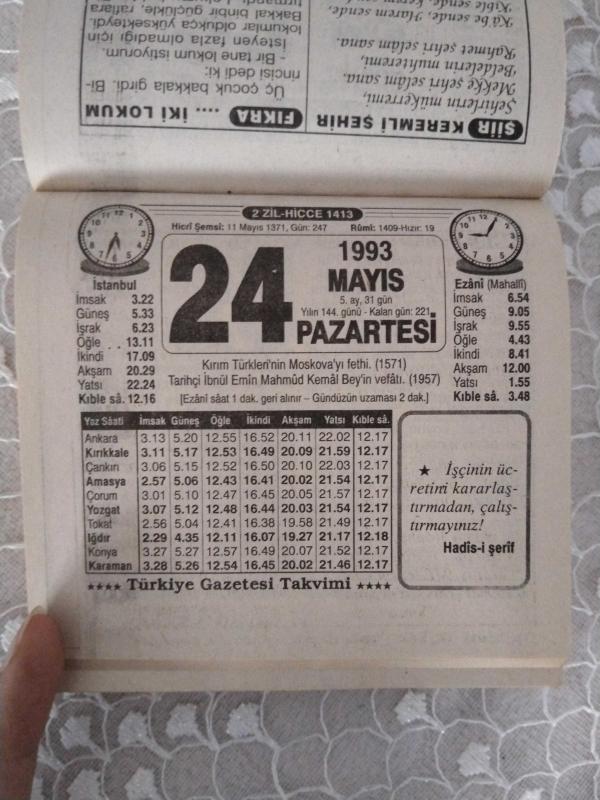 Kâ'be sende, Harem sende,
Beldelerin muhteremi,
Rahmet şehri selâm sana.
Mekke şehri selâm sana.
Şehirlerin mükerremi,
ŞİİR KEREMLİ ŞEHİR
Bakkal binbir güçlükle, raflara
lokumlar oldukça yüksekteydi.
İsteyen fazla olmadığı için
- Bir tane lokum istiyorum.
rincisi dedi ki:
Üç çocuk bakkala girdi. Bi-
FIKRA .... İKİ LOKUM
2 ZİL-HİCCE 1413
Hicrî Şemsî: 11 Mayıs 1371, Gün: 247 Rûmî: 1409-Hızır: 19
24
1993
MAYIS
5. ay, 31 gün
Yılın 144. günü - Kalan gün: 221
PAZARTESİ
İstanbul
İmsak 3.22
Güneş 5.33
İşrak 6.23
Öğle .. 13.11
İkindi 17.09
Akşam 20.29
Yatsı 22.24
Kıble sâ. 12.16
Ezânî (Mahallî)
İmsak 6.54
Güneş 9.05
İşrak 9.55
Öğle 4.43
İkindi 8.41
Akşam 12.00
Yatsı 1.55
Kıble sâ. 3.48
Kırım Türkleri'nin Moskova'yı fethi. (1571)
Tarihçi İbnül Emîn Mahmûd Kemâl Bey'in vefâtı. (1957)
[Ezânî sâat 1 dak. geri alınır – Gündüzün uzaması 2 dak.]
Yaz Sâati İmsak Güneş Öğle İkindi Akşam Yatsı Kıble sâ.
Ankara 3.13 5.20 12.55 16.52 20.11 22.02 12.17
Kırıkkale 3.11 5.17 12.53 16.49 20.09 21.59 12.17
Çankırı 3.06 5.15 12.52 16.50 20.10 22.03 12.17
Amasya 2.57 5.06 12.43 16.41 20.02 21.54 12.17
Çorum 3.01 5.10 12.47 16.45 20.05 21.57 12.17
Yozgat 3.07 5.12 12.48 16.44 20.03 21.54 12.17
Tokat 2.56 5.04 12.41 16.38 19.58 21.49 12.17
Iğdır 2.29 4.35 12.11 16.07 19.27 21.17 12.18
Konya 3.27 5.27 12.57 16.49 20.07 21.52 12.17
Karaman 3.28 5.26 12.54 16.45 20.02 21.46 12.17
★ İşçinin üc-
retini kararlaş-
tırmadan, çalış-
tırmayınız!
Hadîs-i şerîf
★★★★ Türkiye Gazetesi Takvimi ★★★★